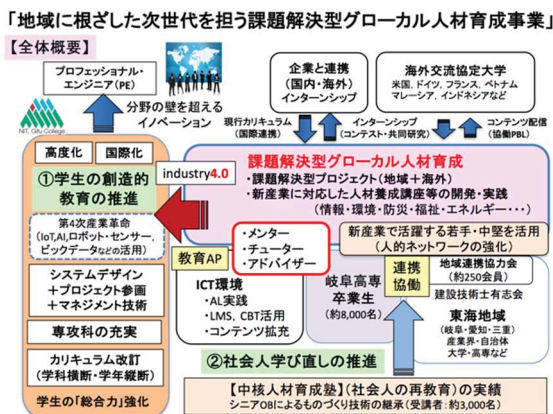 「地域に根ざした次世代を担う課題解決型グローカル人材育成事業」
【全体概要】
プロフェッショナル・
エンジニア(PE)
分野の壁を超える
イノベーション
NIT, Gifu College
企業と連携
(国内・海外)
インターンシップ
海外交流協定大学
米国、ドイツ、フランス、ベトナム
マレーシア、インドネシアなど
現行カリキュラム
(国際連携)
インターンシップ
(コンテスト・共同研究)
コンテンツ配信
(協働PBL)
高度化
国際化
①学生の創造的
教育の推進
industry4.0
課題解決型グローカル人材育成
・課題解決型プロジェクト(地域+海外)
・新産業に対応した人材養成講座等の開発・実践
(情報・環境・防災・福祉・エネルギー・・・)
第4次産業革命
(IoT,AI,ロボット・センサー,
ビックデータなどの活用)
システムデザイン
+プロジェクト参画
+マネジメント技術
専攻科の充実
カリキュラム改訂
(学科横断・学年縦断)
学生の「総合力」強化
・メンター
・チューター
・アドバイザー
新産業で活躍する若手・中堅を活用
(人的ネットワークの強化)
教育AP
ICT環境
・AL実践
・LMS, CBT活用
・コンテンツ拡充
岐阜高専
卒業生
(約8,000名)
連携
協働
地域連携協力会
(約250会員)
建設技術士有志会
東海地域
(岐阜・愛知・三重)
産業界・自治体
大学・高専など
②社会人学び直しの推進
【中核人材育成塾】(社会人の再教育)の実績
シニアOBによるものづくり技術の継承(受講者:約3,000名)